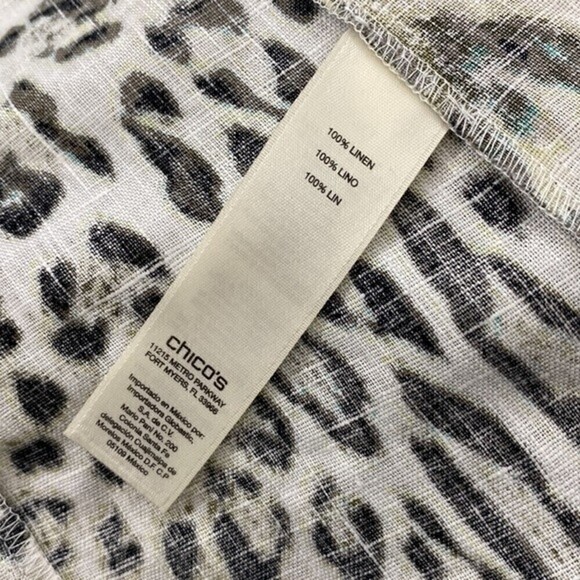 100% LINEN
100% LINO
100% LIN
chico's
11215 METRO PARKWAY
FORT MYERS, FL 33966
Importado en México por:
Importadora Globastic,
S.A. de C.V.
Mario Pani No. 200
Colonia Santa Fe
delegación Cuajimalpa de
Morelos México D.F. C.P
05109 México